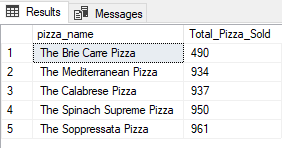 Results Messages
pizza_name Total_Pizza_Sold
1 The Brie Carre Pizza 490
2 The Mediterranean Pizza 934
3 The Calabrese Pizza 937
4 The Spinach Supreme Pizza 950
5 The Soppressata Pizza 961